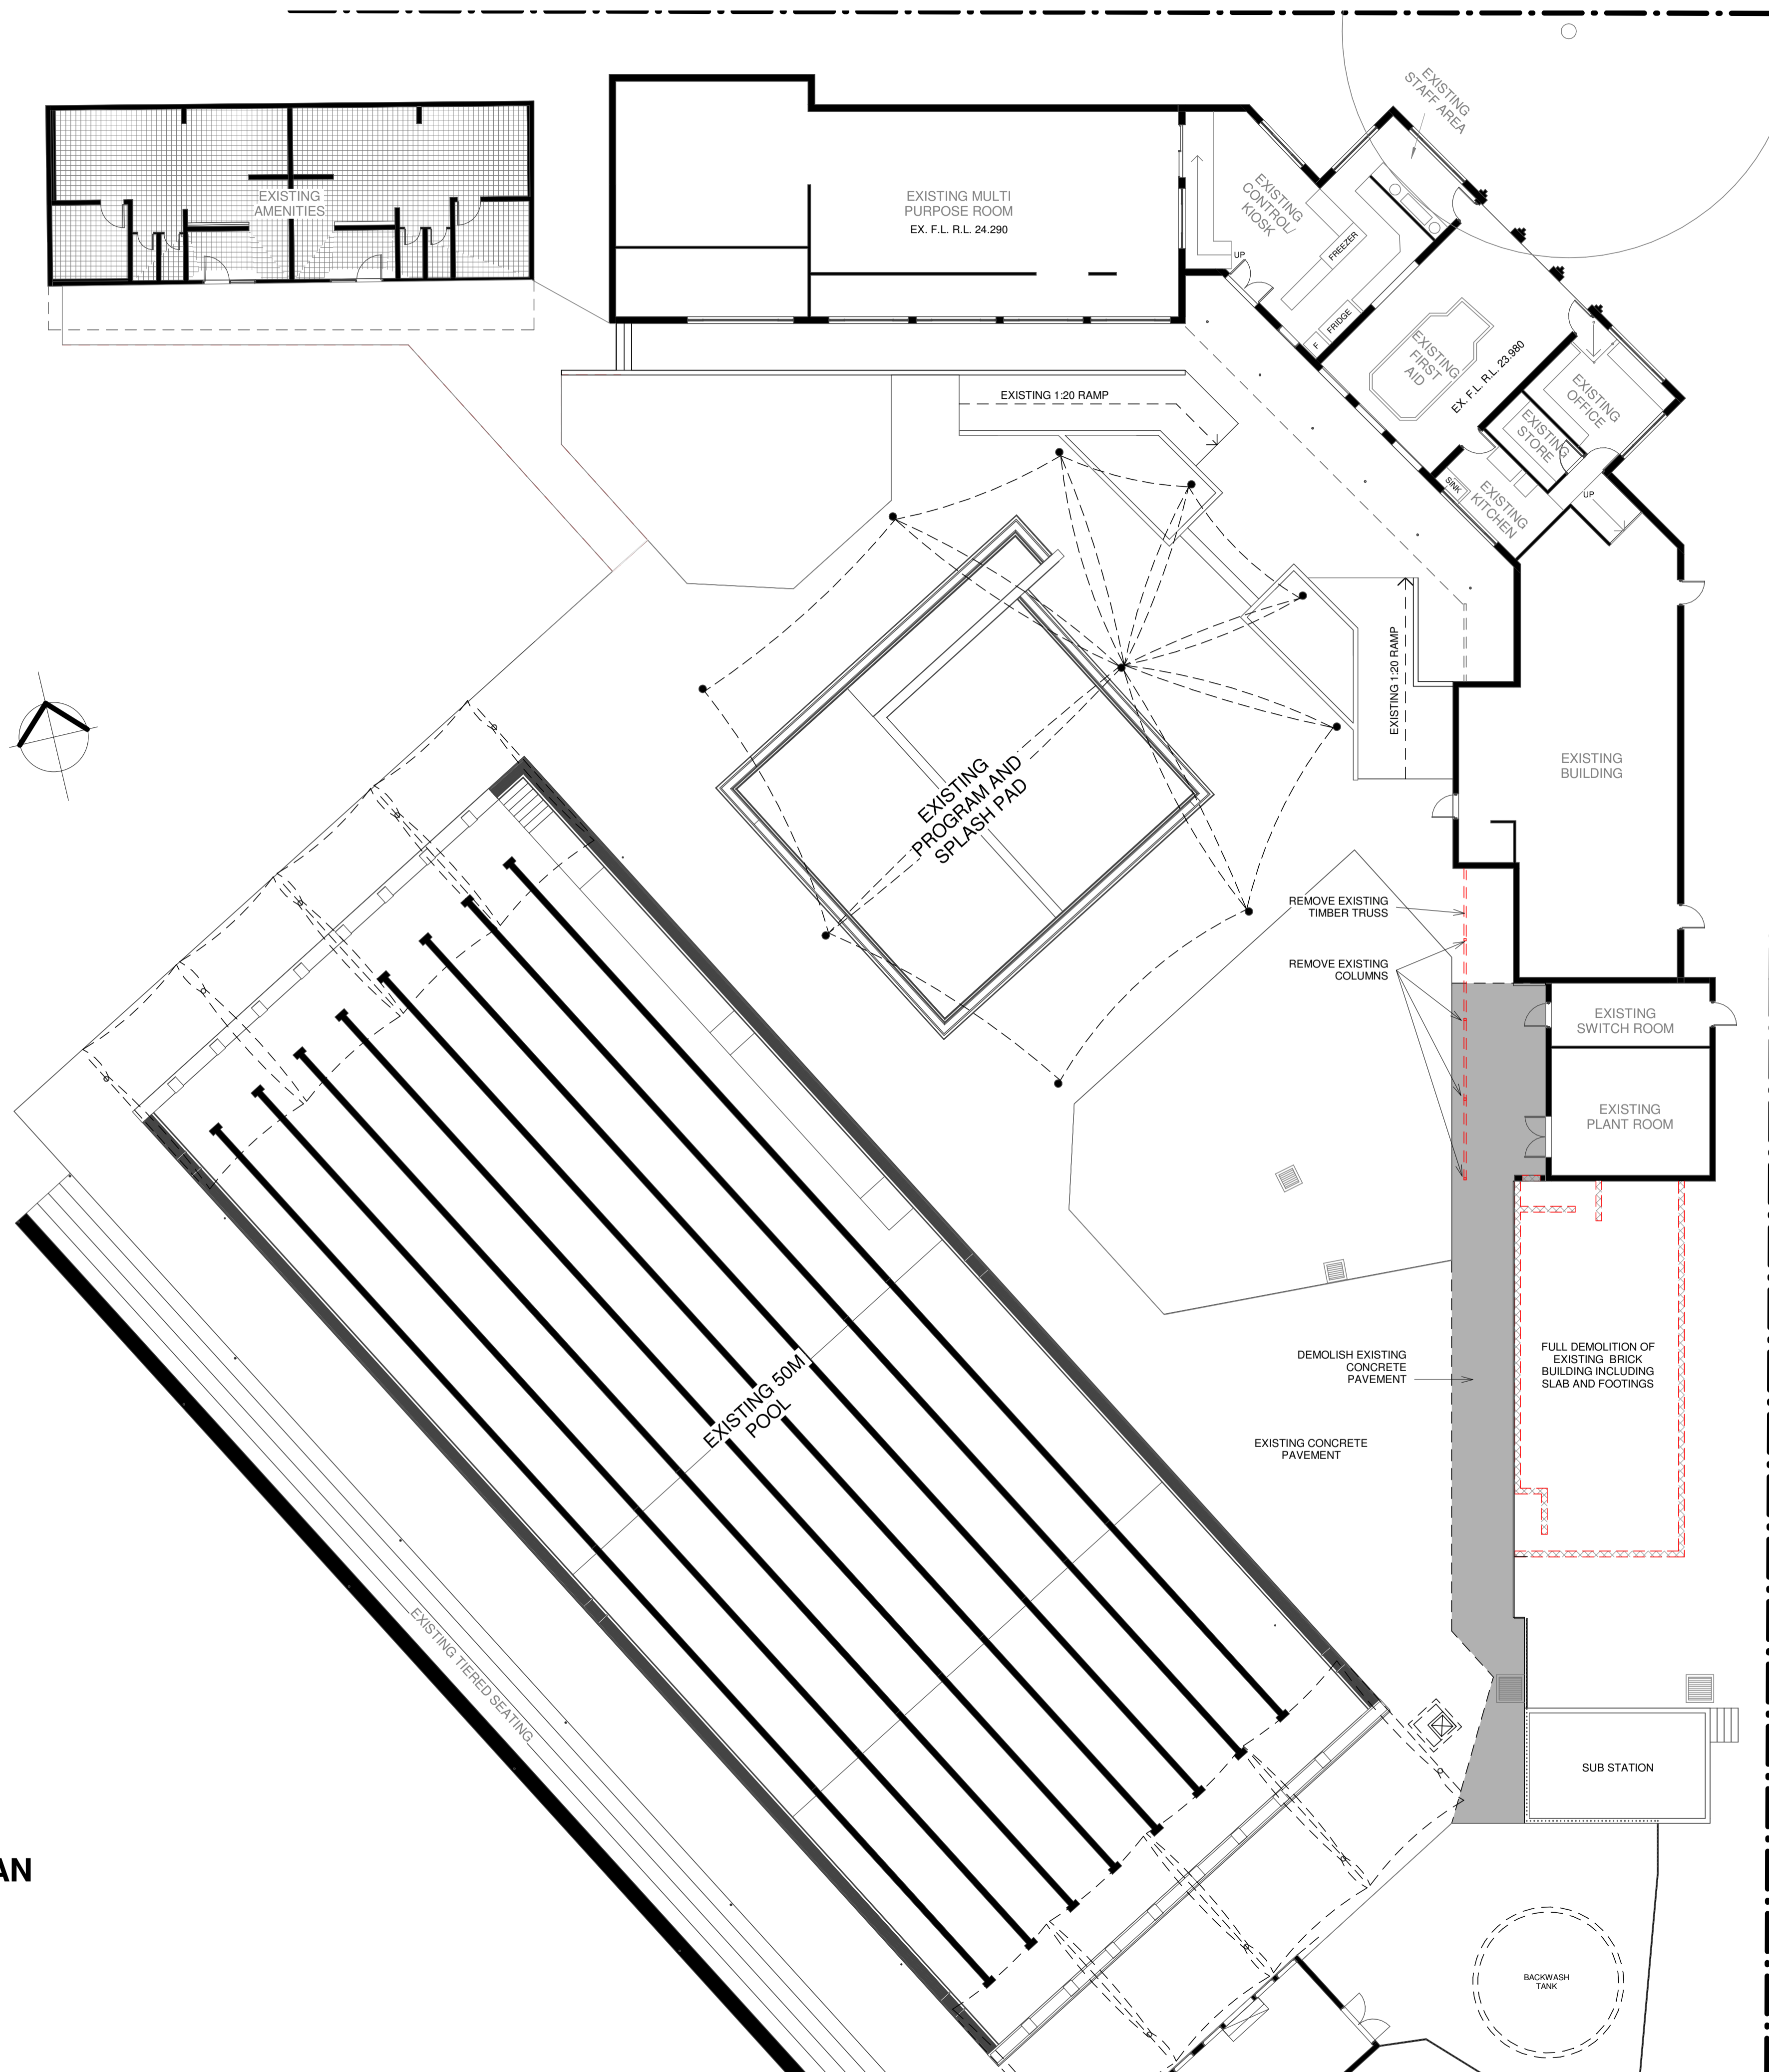 EXISTING
STAFF AREA
EXISTING
AMENITIES
EXISTING MULTI
PURPOSE ROOM
EX. F.L. R.L. 24.290
EXISTING
CONTROL/
KIOSK
FREEZER
UP
FRIDGE
F
EXISTING
FIRST
AID
EX. F.L. R.L. 23.980
EXISTING
OFFICE
EXISTING
STORE
EXISTING 1:20 RAMP
SINK
EXISTING
KITCHEN
UP
EXISTING 1:20 RAMP
EXISTING
BUILDING
EXISTING
PROGRAM AND
SPLASH PAD
REMOVE EXISTING
TIMBER TRUSS
REMOVE EXISTING
COLUMNS
EXISTING
SWITCH ROOM
EXISTING
PLANT ROOM
DEMOLISH EXISTING
CONCRETE
PAVEMENT
FULL DEMOLITION OF
EXISTING BRICK
BUILDING INCLUDING
SLAB AND FOOTINGS
EXISTING 50M
POOL
EXISTING CONCRETE
PAVEMENT
EXISTING TIERED SEATING
SUB STATION
AN
BACKWASH
TANK